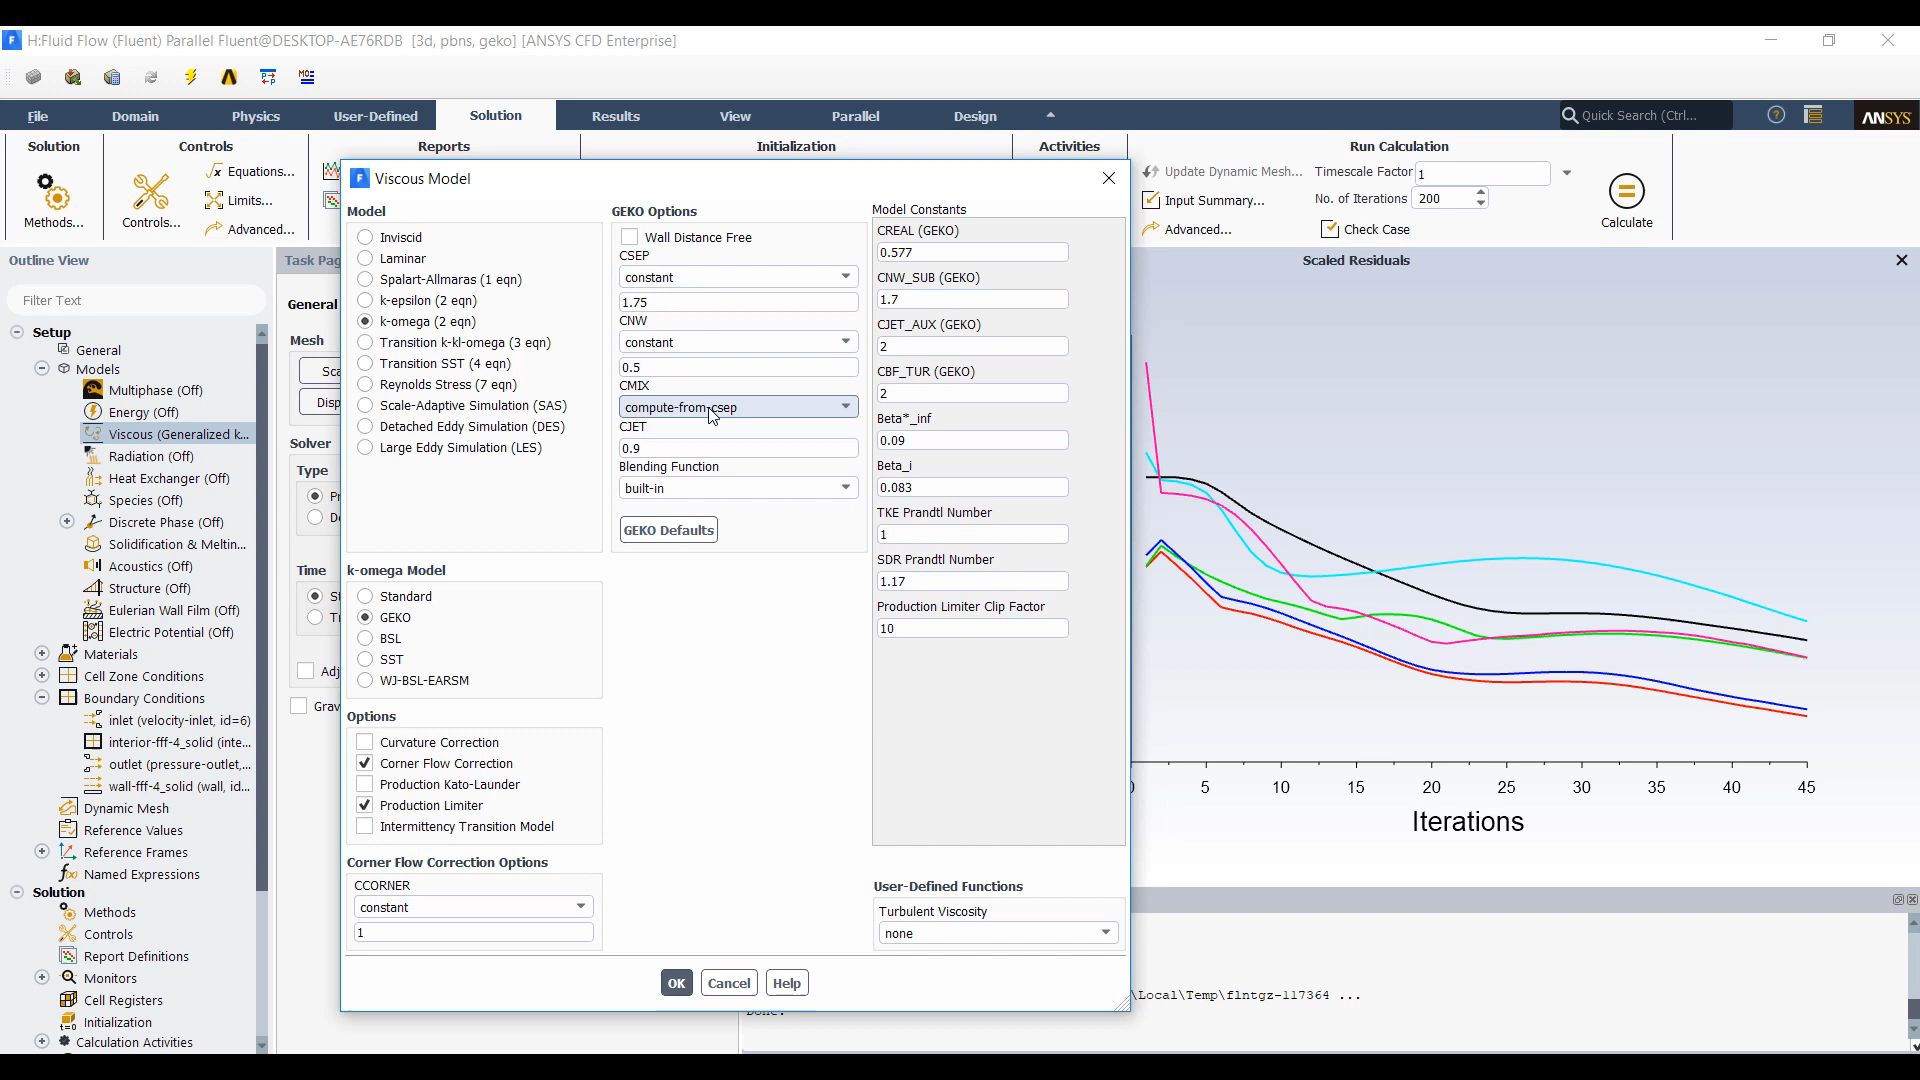 H:Fluid Flow (Fluent) Parallel Fluent@DESKTOP-AE76RDB [3d, pbns, geko] [ANSYS CFD Enterprise]
File Domain Physics User-Defined Solution Results View Parallel Design
Quick Search (Ctrl...
ANSYS
Solution
Methods...
Controls
Controls...
Equations...
Limits...
Advanced...
Reports
Initialization
Activities
Run Calculation
Update Dynamic Mesh...
Input Summary...
Advanced...
Timescale Factor 1
No. of Iterations 200
Check Case
Calculate
Outline View
Filter Text
Setup
General
Models
Multiphase (Off)
Energy (Off)
Viscous (Generalized k...
Radiation (Off)
Heat Exchanger (Off)
Species (Off)
Discrete Phase (Off)
Solidification & Meltin...
Acoustics (Off)
Structure (Off)
Eulerian Wall Film (Off)
Electric Potential (Off)
Materials
Cell Zone Conditions
Boundary Conditions
inlet (velocity-inlet, id=6)
interior-fff-4_solid (inte...
outlet (pressure-outlet,...
wall-fff-4_solid (wall, id...
Dynamic Mesh
Reference Values
Reference Frames
Named Expressions
Solution
Methods
Controls
Report Definitions
Monitors
Cell Registers
Initialization
Calculation Activities
Task Pag
General
Mesh
Sca
Disp
Solver
Type
Pr
De
Time
St
Tr
Adj
Grav
Viscous Model
Model
Inviscid
Laminar
Spalart-Allmaras (1 eqn)
k-epsilon (2 eqn)
k-omega (2 eqn)
Transition k-kl-omega (3 eqn)
Transition SST (4 eqn)
Reynolds Stress (7 eqn)
Scale-Adaptive Simulation (SAS)
Detached Eddy Simulation (DES)
Large Eddy Simulation (LES)
k-omega Model
Standard
GEKO
BSL
SST
WJ-BSL-EARSM
Options
Curvature Correction
Corner Flow Correction
Production Kato-Launder
Production Limiter
Intermittency Transition Model
Corner Flow Correction Options
CCORNER
constant
1
GEKO Options
Wall Distance Free
CSEP
constant
1.75
CNW
constant
0.5
CMIX
compute-from-csep
CJET
0.9
Blending Function
built-in
GEKO Defaults
Model Constants
CREAL (GEKO)
0.577
CNW_SUB (GEKO)
1.7
CJET_AUX (GEKO)
2
CBF_TUR (GEKO)
2
Beta*_inf
0.09
Beta_i
0.083
TKE Prandtl Number
1
SDR Prandtl Number
1.17
Production Limiter Clip Factor
10
User-Defined Functions
Turbulent Viscosity
none
OK Cancel Help
Scaled Residuals
0 5 10 15 20 25 30 35 40 45
Iterations
\Local\Temp\flntgz-117364 ...
Done.